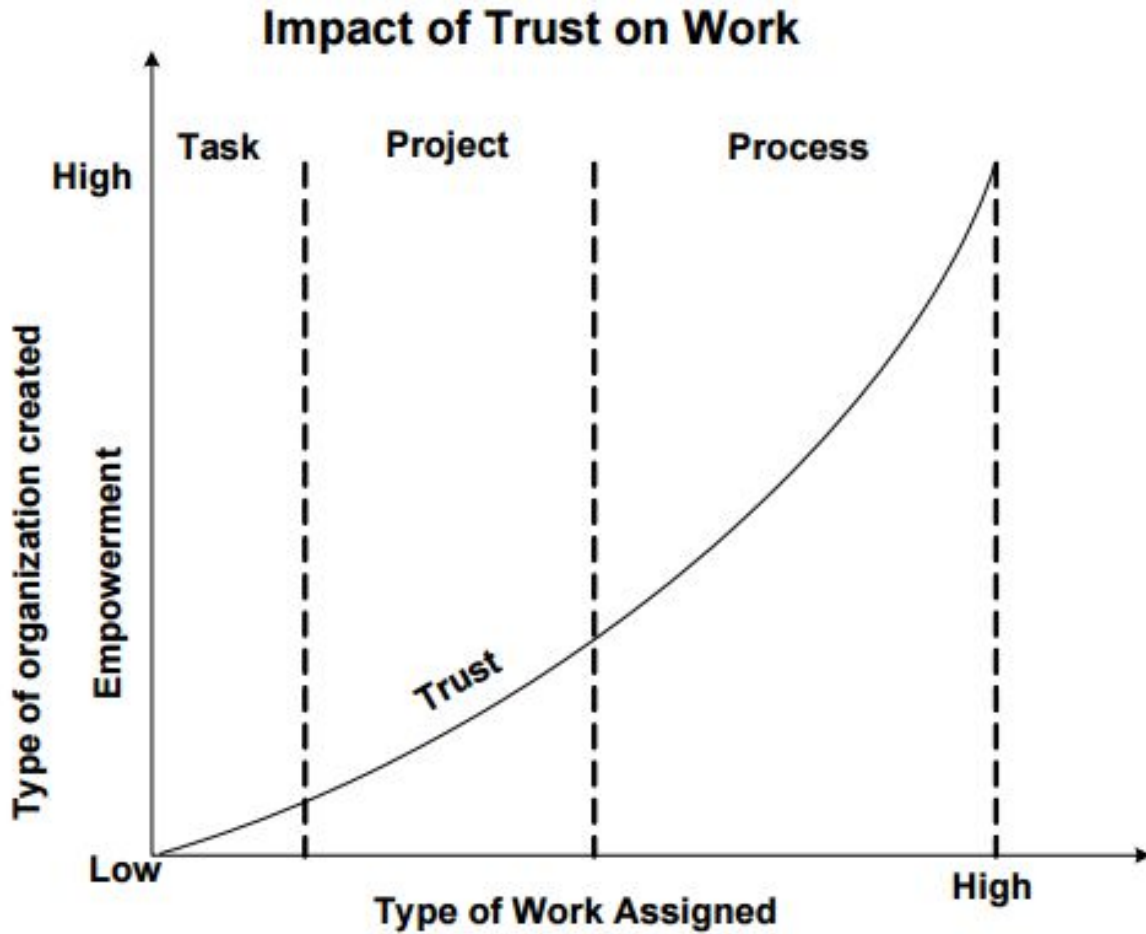 Impact of Trust on Work
Task
Project
Process
High
Type of organization created
Empowerment
Trust
Low
High
Type of Work Assigned